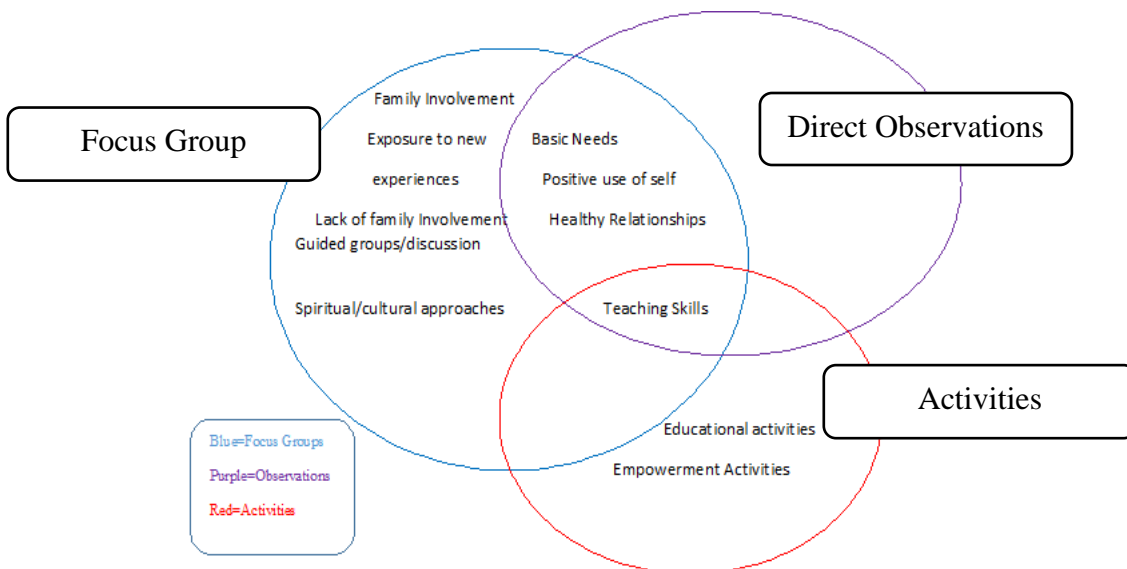 Focus Group
Direct Observations
Family Involvement
Exposure to new
experiences
Lack of family Involvement
Guided groups/discussion
Spiritual/cultural approaches
Basic Needs
Positive use of self
Healthy Relationships
Teaching Skills
Activities
Educational activities
Empowerment Activities
Blue=Focus Groups
Purple=Observations
Red=Activities